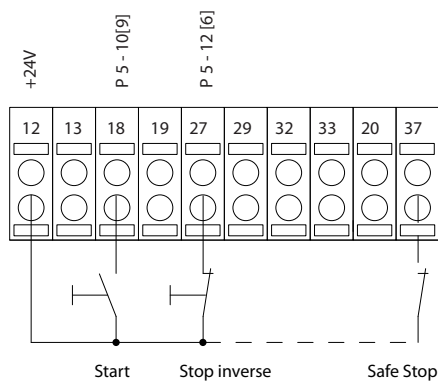 +24V
P 5 - 10[9]
P 5 - 12 [6]
12 13 18 19 27 29 32 33 20 37
Start Stop inverse Safe Stop